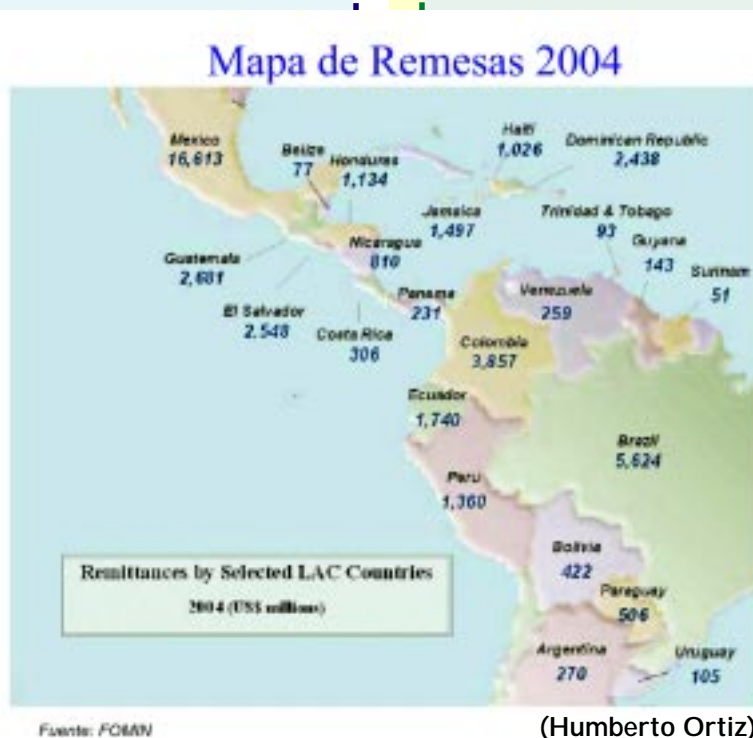 Mapa de Remesas 2004
Mexico
16,613
Belize
77
Honduras
1,134
Haiti
1,026
Dominican Republic
2,438
Jamaica
1,497
Trinidad & Tobago
93
Guyana
143
Surinam
51
Guatemala
2,681
Nicaragua
810
El Salvador
2.548
Costa Rica
306
Panama
231
Venezuela
259
Colombia
3,857
Ecuador
1,740
Brazil
5,624
Peru
1,360
Bolivia
422
Paraguay
506
Argentina
270
Uruguay
105
Remittances by Selected LAC Countries
2004 (US$ millions)
Fuente: FOMIN
(Humberto Ortiz)